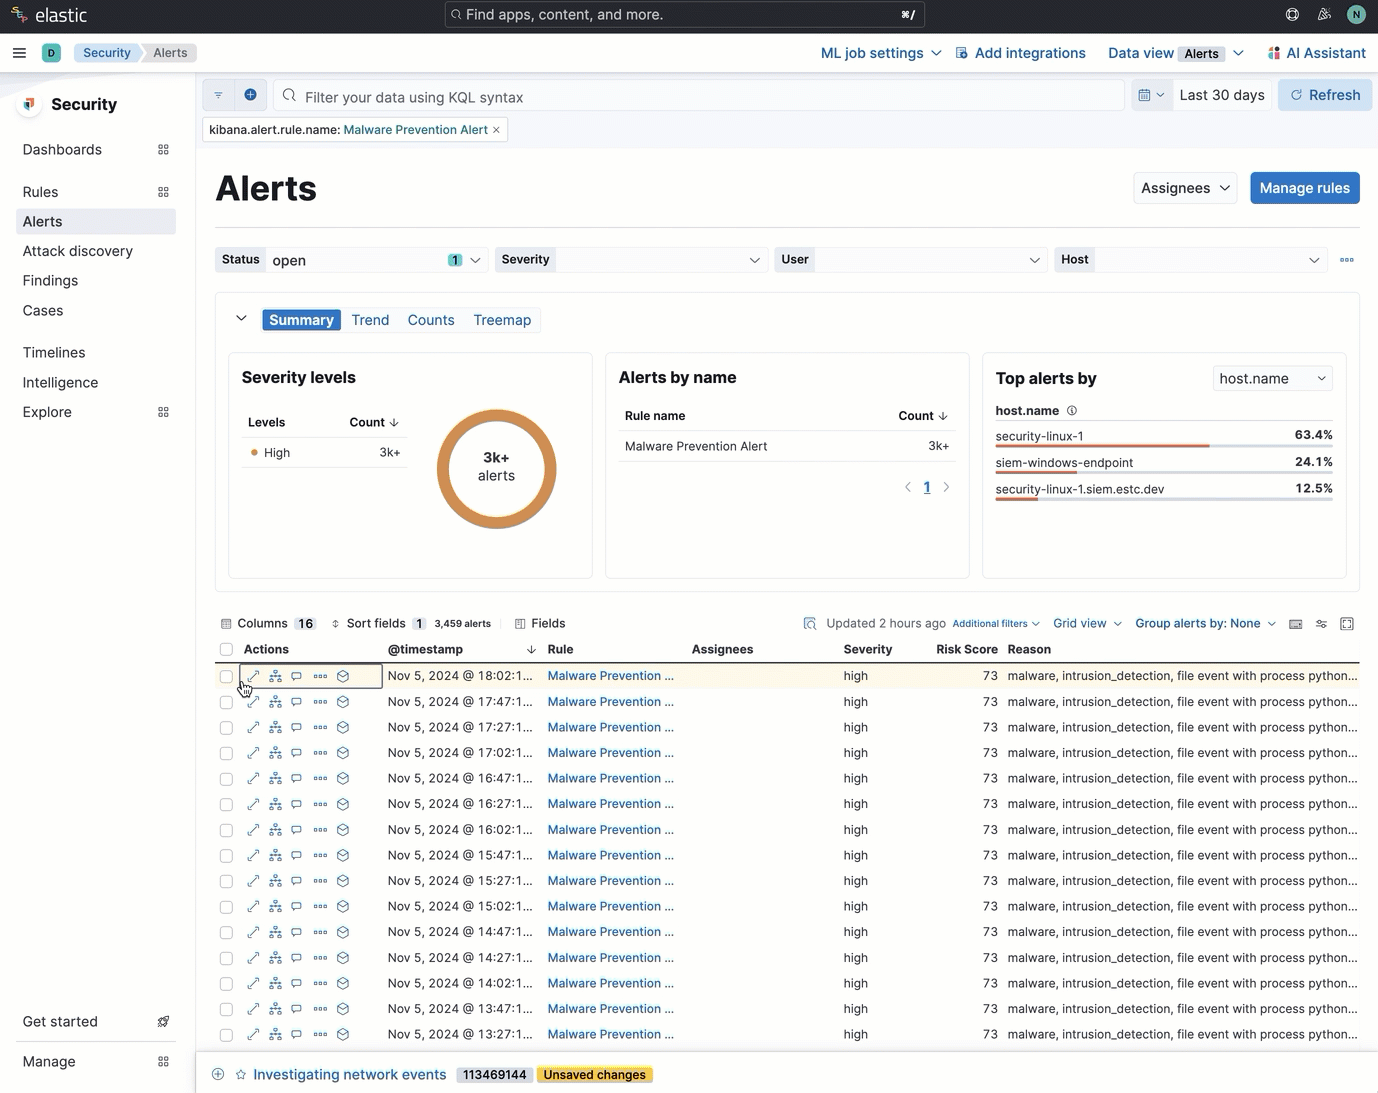 elastic
Find apps, content, and more.
⌘/
N
D
Security
Alerts
ML job settings
Add integrations
Data view Alerts
AI Assistant
Security
Dashboards
Rules
Alerts
Attack discovery
Findings
Cases
Timelines
Intelligence
Explore
Get started
Manage
Filter your data using KQL syntax
Last 30 days
Refresh
kibana.alert.rule.name: Malware Prevention Alert ×
Alerts
Assignees
Manage rules
Status open 1
Severity
User
Host
Summary Trend Counts Treemap
Severity levels
Levels Count
High 3k+
3k+
alerts
Alerts by name
Rule name Count
Malware Prevention Alert 3k+
1
Top alerts by host.name
host.name
security-linux-1 63.4%
siem-windows-endpoint 24.1%
security-linux-1.siem.estc.dev 12.5%
Columns 16 Sort fields 1 3,459 alerts Fields
Updated 2 hours ago Additional filters Grid view Group alerts by: None
Actions @timestamp Rule Assignees Severity Risk Score Reason
Nov 5, 2024 @ 18:02:1... Malware Prevention ... high 73 malware, intrusion_detection, file event with process python...
Nov 5, 2024 @ 17:47:1... Malware Prevention ... high 73 malware, intrusion_detection, file event with process python...
Nov 5, 2024 @ 17:27:1... Malware Prevention ... high 73 malware, intrusion_detection, file event with process python...
Nov 5, 2024 @ 17:02:1... Malware Prevention ... high 73 malware, intrusion_detection, file event with process python...
Nov 5, 2024 @ 16:47:1... Malware Prevention ... high 73 malware, intrusion_detection, file event with process python...
Nov 5, 2024 @ 16:27:1... Malware Prevention ... high 73 malware, intrusion_detection, file event with process python...
Nov 5, 2024 @ 16:02:1... Malware Prevention ... high 73 malware, intrusion_detection, file event with process python...
Nov 5, 2024 @ 15:47:1... Malware Prevention ... high 73 malware, intrusion_detection, file event with process python...
Nov 5, 2024 @ 15:27:1... Malware Prevention ... high 73 malware, intrusion_detection, file event with process python...
Nov 5, 2024 @ 15:02:1... Malware Prevention ... high 73 malware, intrusion_detection, file event with process python...
Nov 5, 2024 @ 14:47:1... Malware Prevention ... high 73 malware, intrusion_detection, file event with process python...
Nov 5, 2024 @ 14:27:1... Malware Prevention ... high 73 malware, intrusion_detection, file event with process python...
Nov 5, 2024 @ 14:02:1... Malware Prevention ... high 73 malware, intrusion_detection, file event with process python...
Nov 5, 2024 @ 13:47:1... Malware Prevention ... high 73 malware, intrusion_detection, file event with process python...
Nov 5, 2024 @ 13:27:1... Malware Prevention ... high 73 malware, intrusion_detection, file event with process python...
Investigating network events 113469144 Unsaved changes